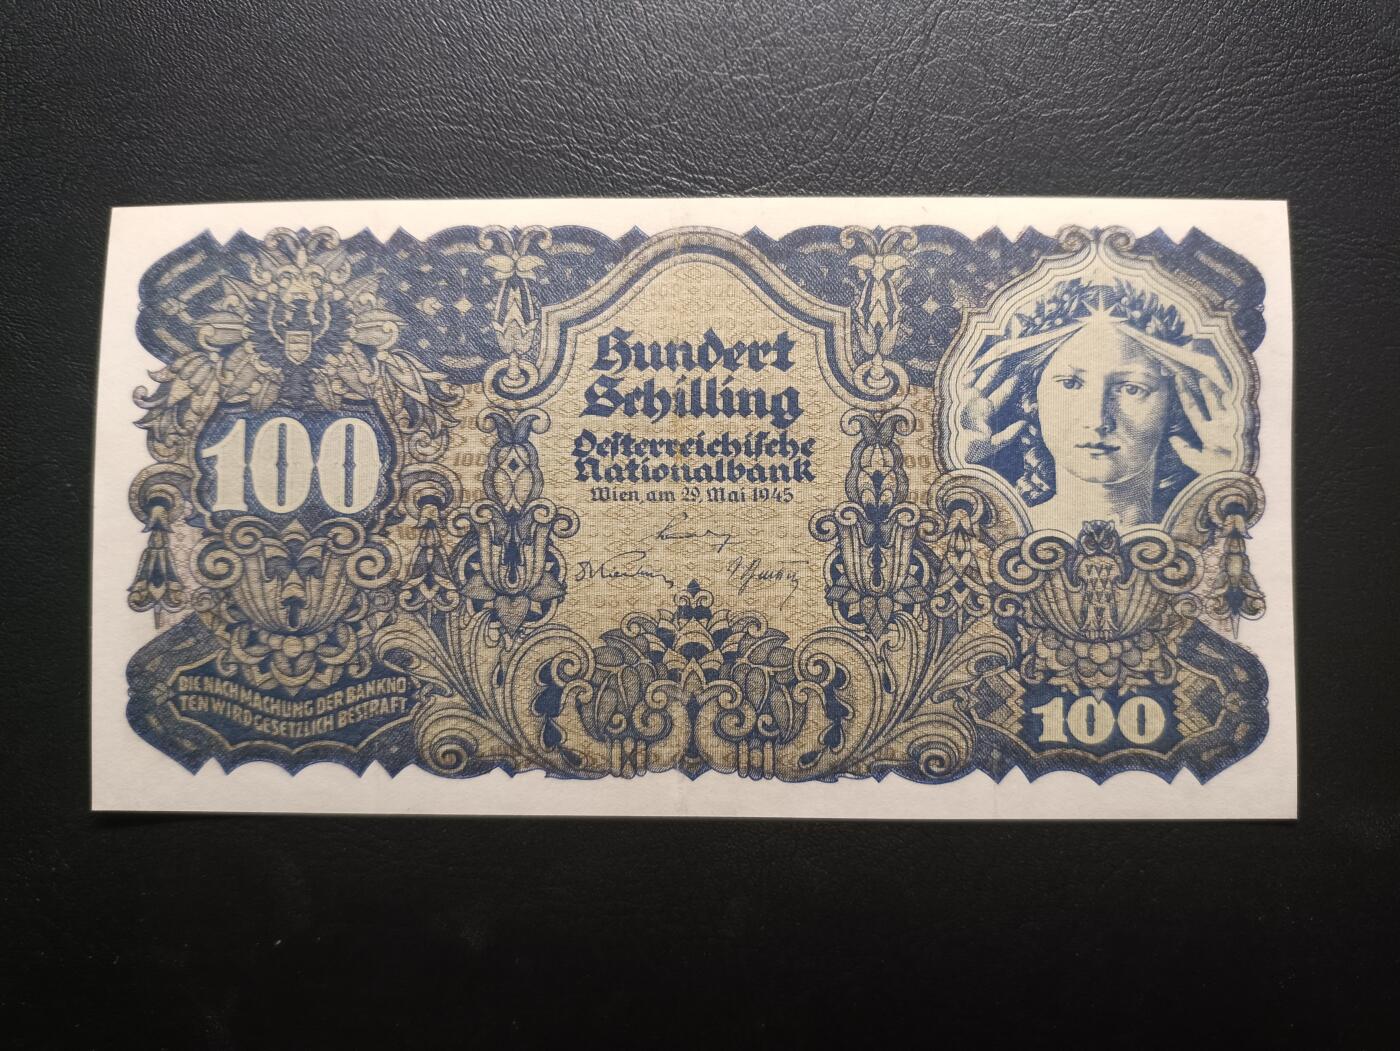 Hundert
Schilling
Oesterreichische
Nationalbank
Wien, am 29. Mai 1945
100
DIE NACHMACHUNG DER BANKNO-
TEN WIRD GESETZLICH BESTRAFT
100